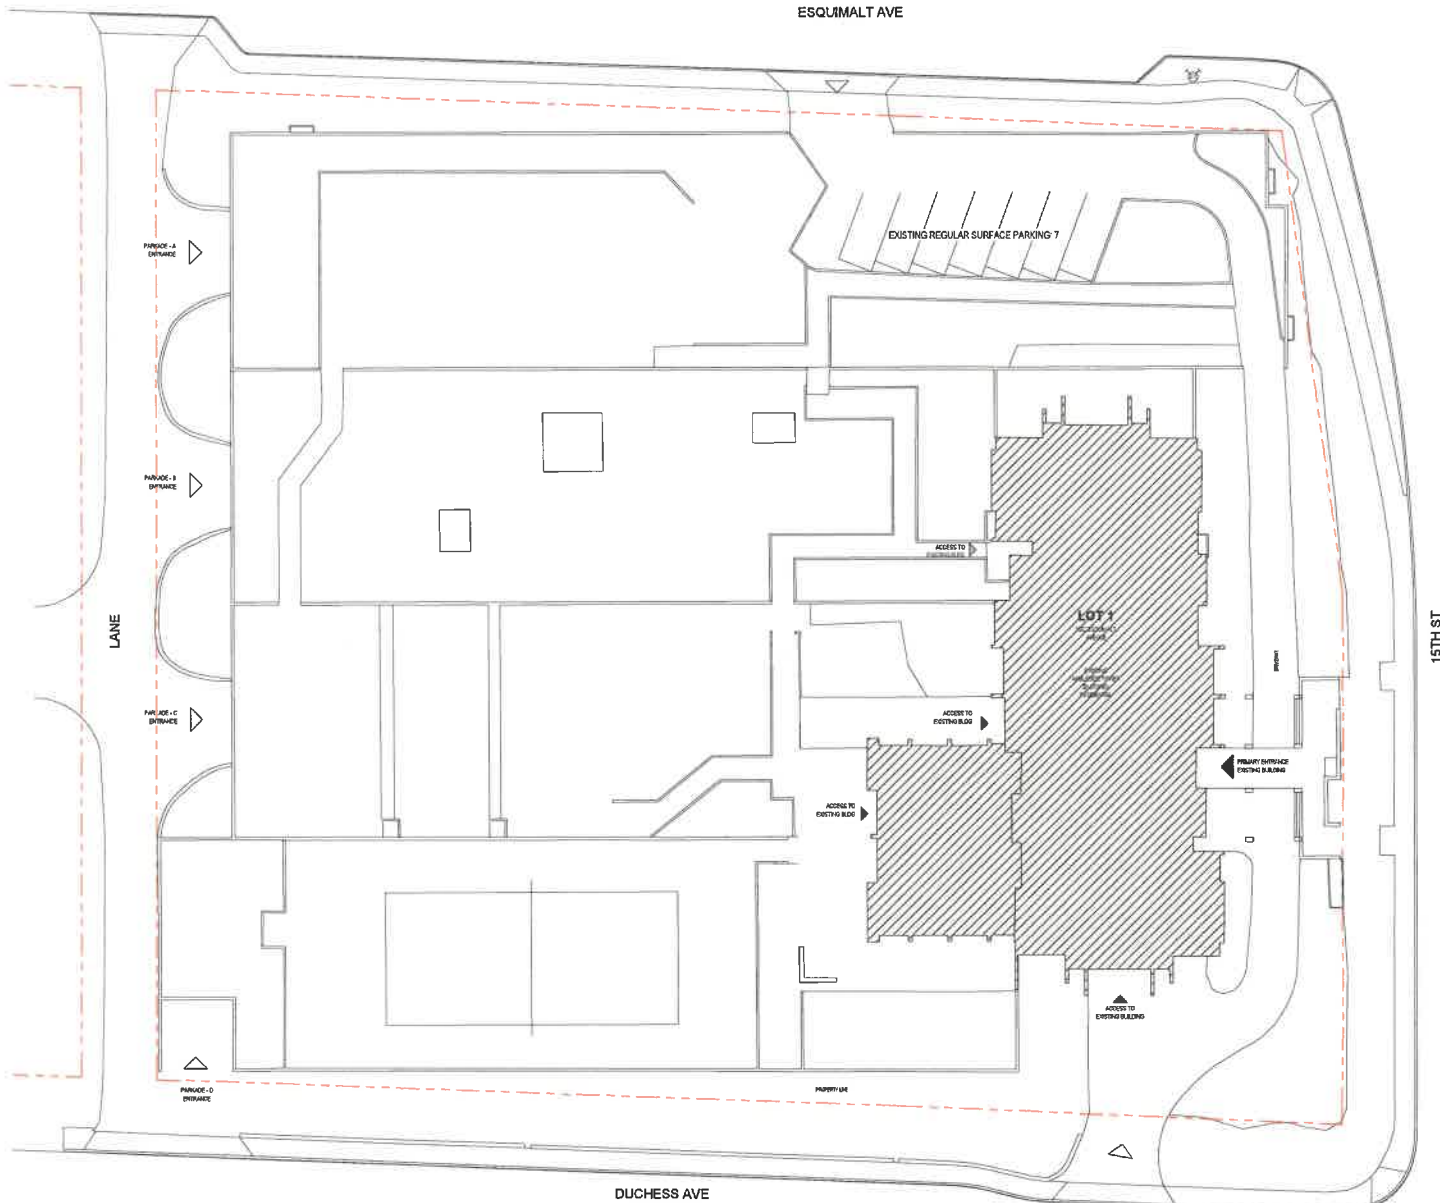 ESQUIMALT AVE
EXISTING REGULAR SURFACE PARKING: 7
PARKADE - A
ENTRANCE
PARKADE - B
ENTRANCE
ACCESS TO
LANE
LOT 1
15TH ST
DRIVEWAY
PARKADE - C
ENTRANCE
ACCESS TO
EXISTING BLDG
PRIMARY ENTRANCE
EXISTING BUILDING
ACCESS TO
EXISTING BLDG
ACCESS TO
EXISTING BUILDING
PARKADE - D
ENTRANCE
PROPERTY LINE
DUCHESS AVE